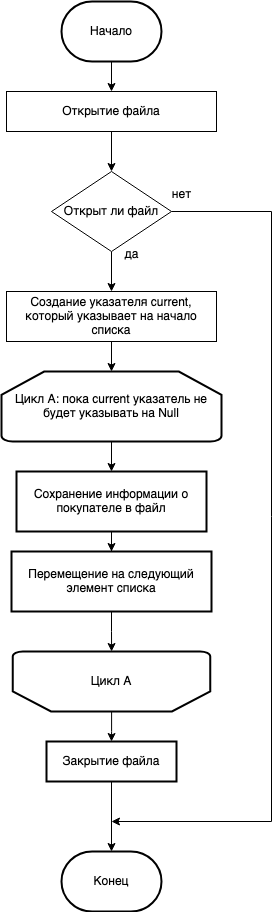 Начало
Открытие файла
Открыт ли файл
нет
да
Создание указателя current,
который указывает на начало
списка
Цикл А: пока current указатель не
будет указывать на Null
Сохранение информации о
покупателе в файл
Перемещение на следующий
элемент списка
Цикл А
Закрытие файла
Конец